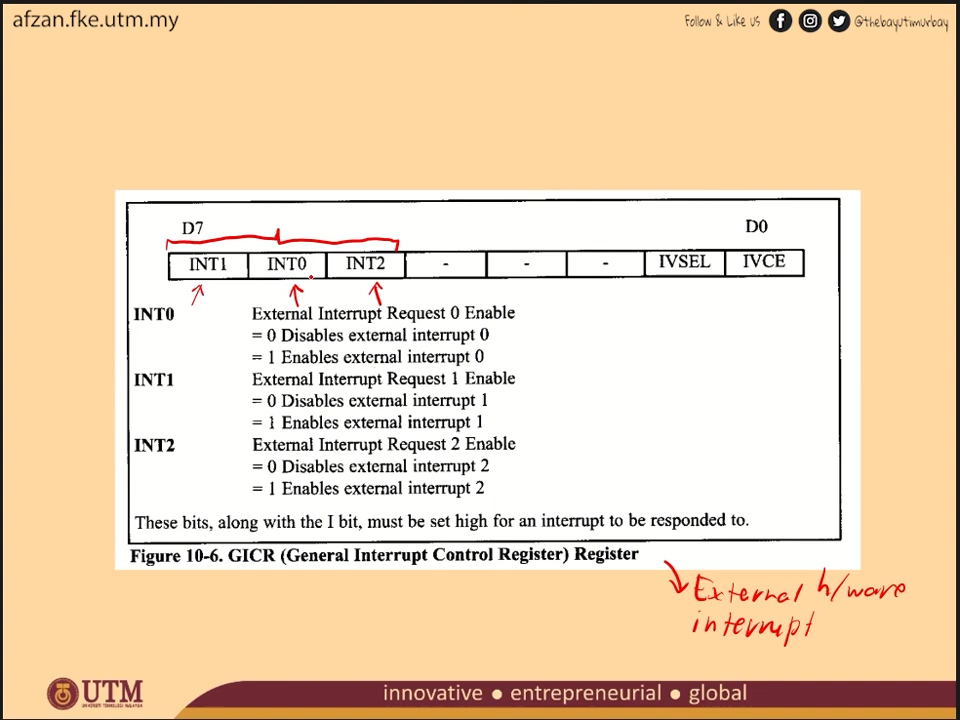 afzan.fke.utm.my
Follow & Like Us @thebayutimurbay
D7 D0
INT1 INT0 INT2 - - - IVSEL IVCE
INT0 External Interrupt Request 0 Enable
= 0 Disables external interrupt 0
= 1 Enables external interrupt 0
INT1 External Interrupt Request 1 Enable
= 0 Disables external interrupt 1
= 1 Enables external interrupt 1
INT2 External Interrupt Request 2 Enable
= 0 Disables external interrupt 2
= 1 Enables external interrupt 2
These bits, along with the I bit, must be set high for an interrupt to be responded to.
Figure 10-6. GICR (General Interrupt Control Register) Register
External h/ware
interrupt
UTM
UNIVERSITI TEKNOLOGI MALAYSIA
innovative ● entrepreneurial ● global